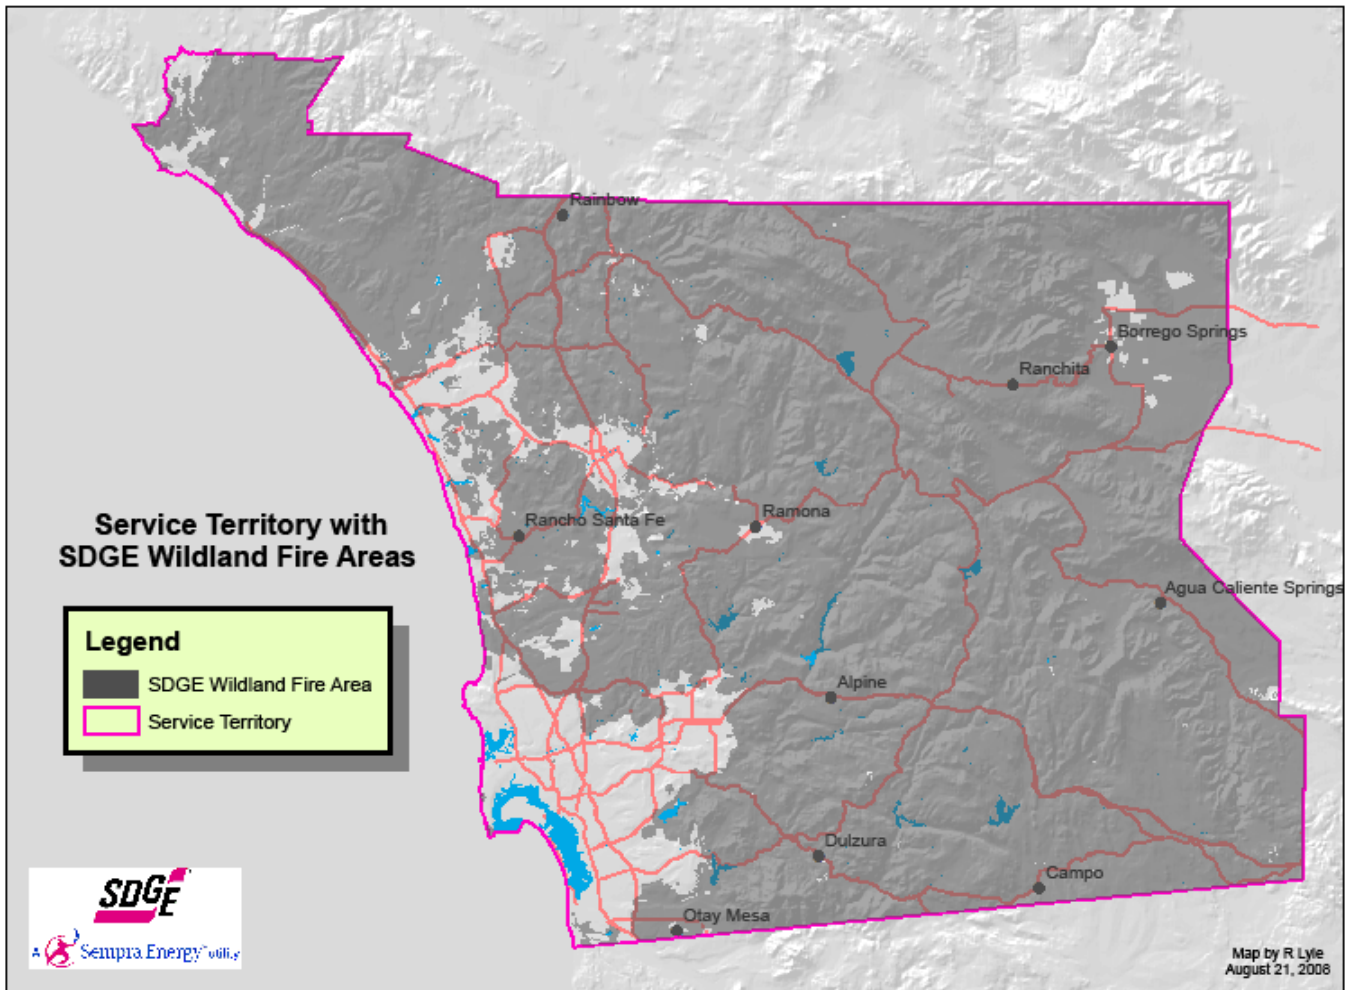 Rainbow
Borrego Springs
Ranchita
Ramona
Rancho Santa Fe
Service Territory with
SDGE Wildland Fire Areas
Agua Caliente Springs
Legend
SDGE Wildland Fire Area
Service Territory
Alpine
Dulzura
Campo
Otay Mesa
SDGE
A Sempra Energy utility
Map by R Lyle
August 21, 2008